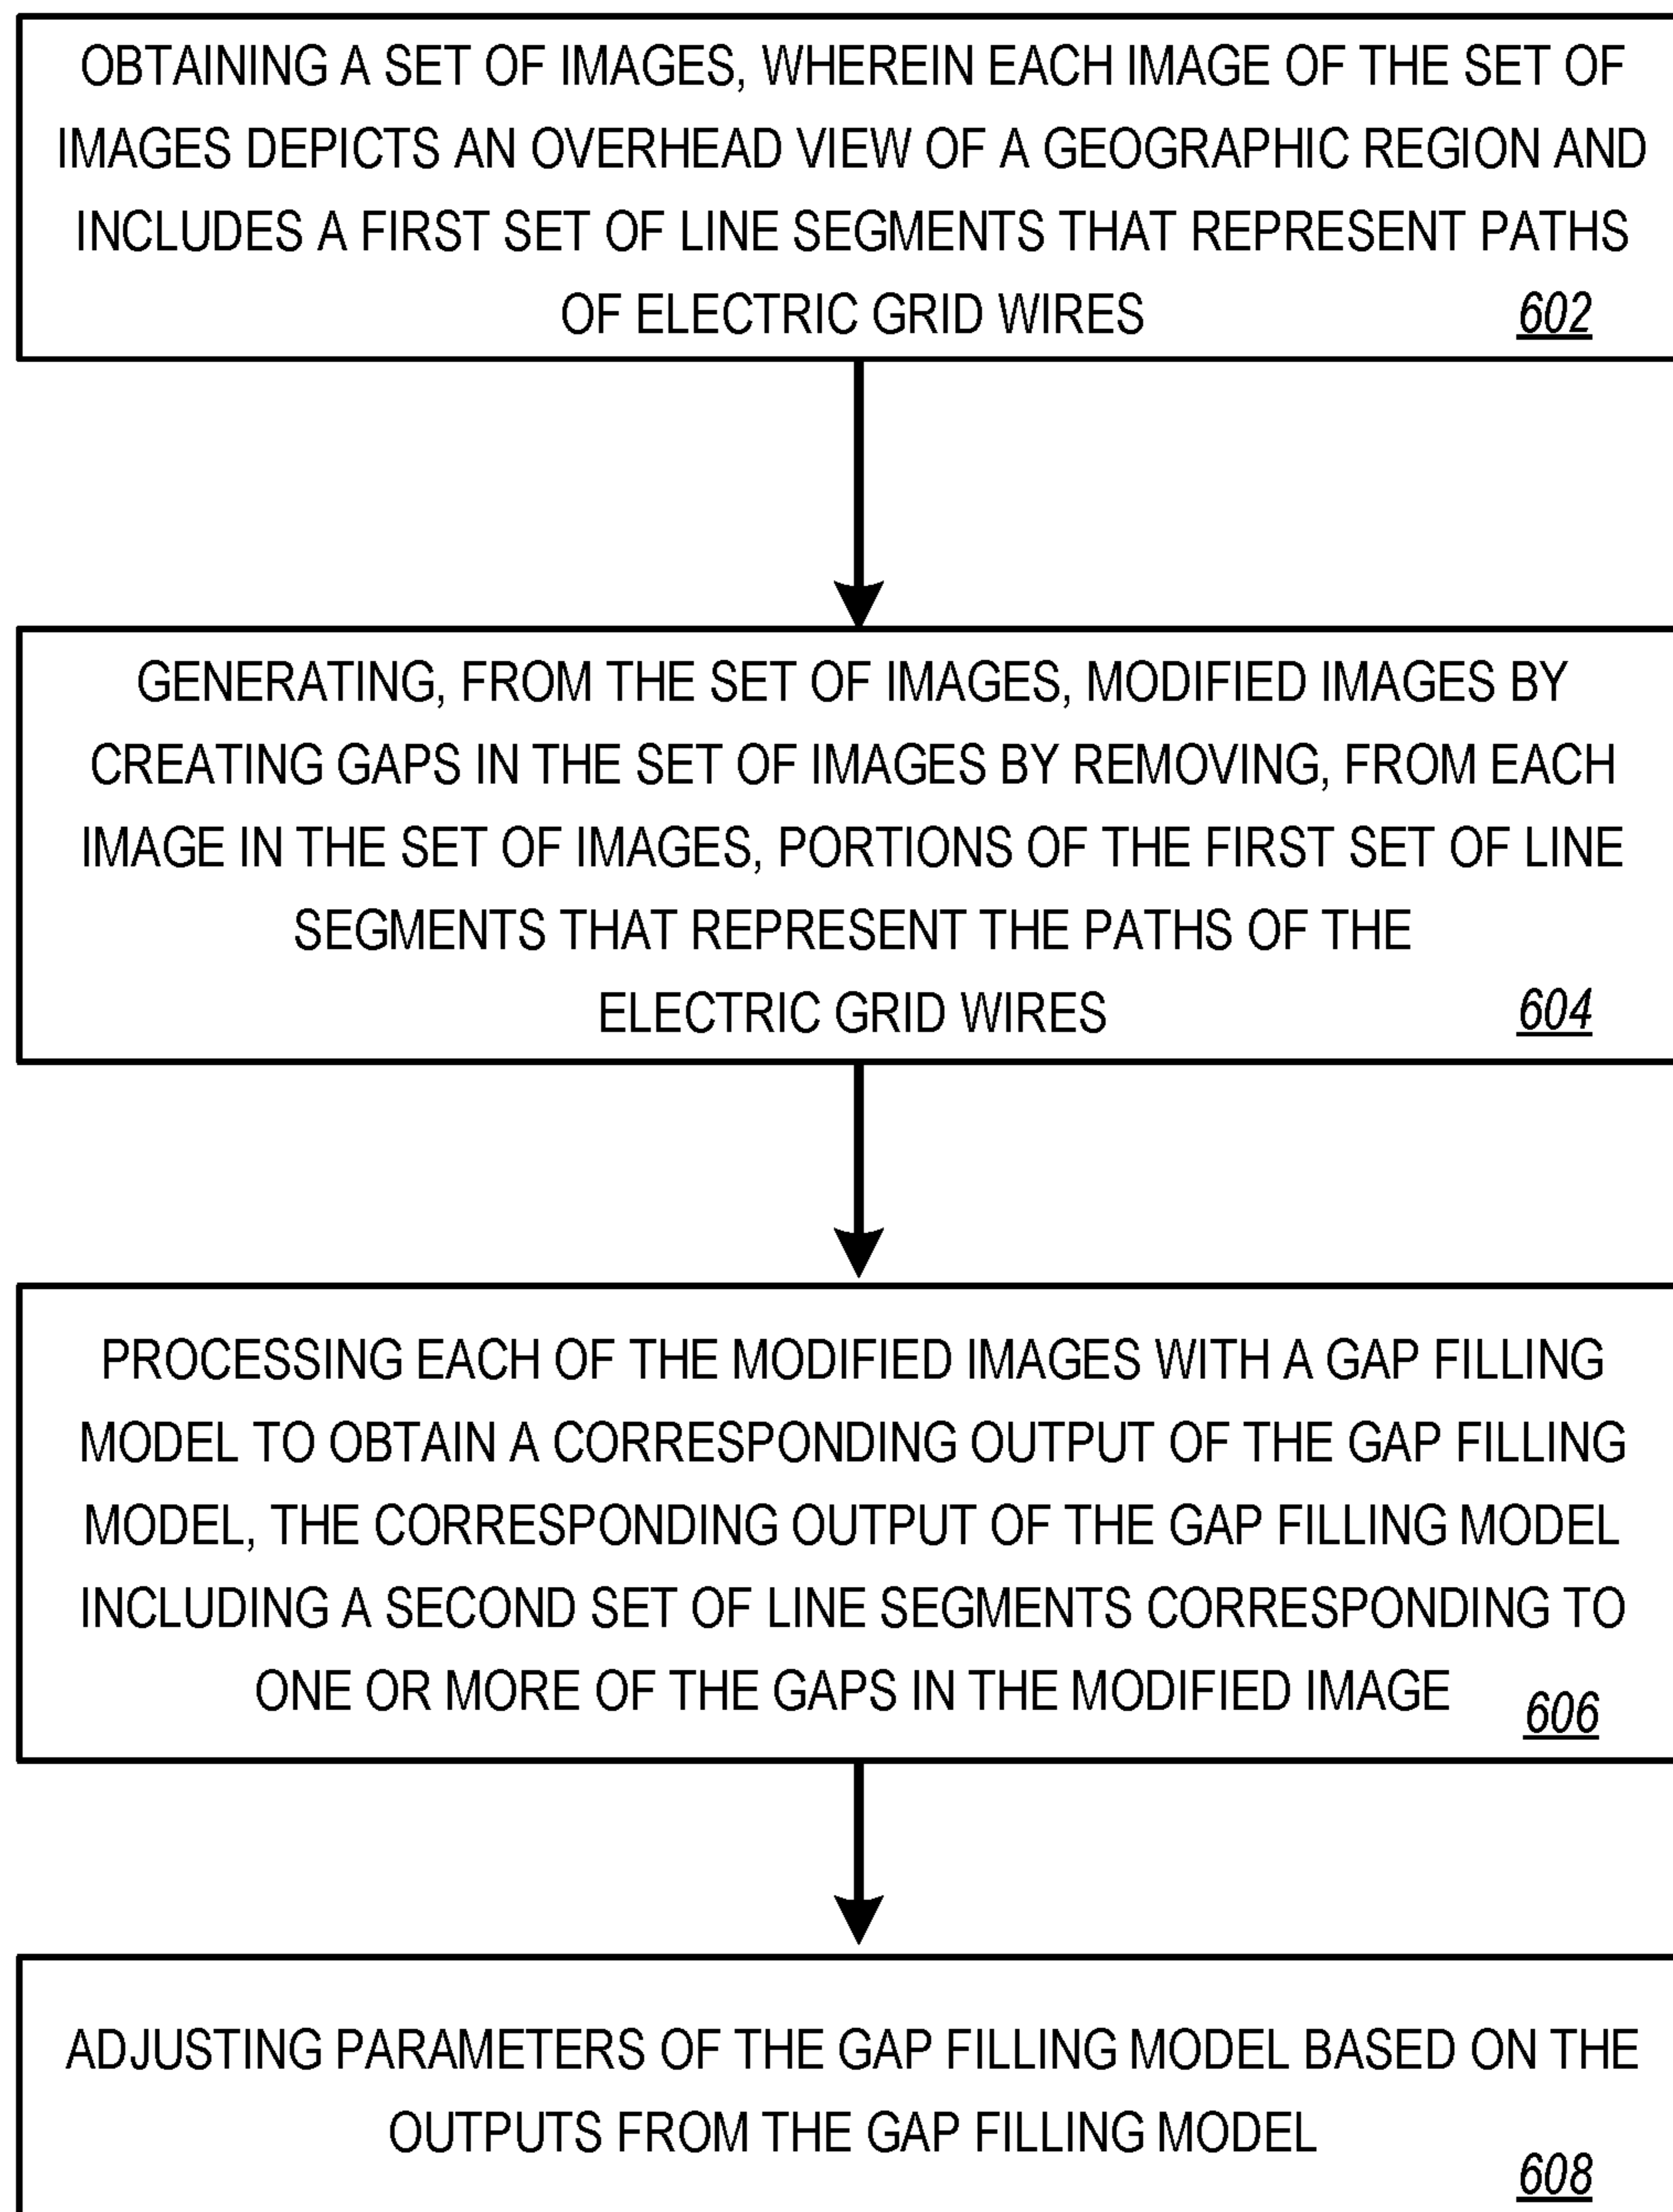 OBTAINING A SET OF IMAGES, WHEREIN EACH IMAGE OF THE SET OF
IMAGES DEPICTS AN OVERHEAD VIEW OF A GEOGRAPHIC REGION AND
INCLUDES A FIRST SET OF LINE SEGMENTS THAT REPRESENT PATHS
OF ELECTRIC GRID WIRES 602
GENERATING, FROM THE SET OF IMAGES, MODIFIED IMAGES BY
CREATING GAPS IN THE SET OF IMAGES BY REMOVING, FROM EACH
IMAGE IN THE SET OF IMAGES, PORTIONS OF THE FIRST SET OF LINE
SEGMENTS THAT REPRESENT THE PATHS OF THE
ELECTRIC GRID WIRES 604
PROCESSING EACH OF THE MODIFIED IMAGES WITH A GAP FILLING
MODEL TO OBTAIN A CORRESPONDING OUTPUT OF THE GAP FILLING
MODEL, THE CORRESPONDING OUTPUT OF THE GAP FILLING MODEL
INCLUDING A SECOND SET OF LINE SEGMENTS CORRESPONDING TO
ONE OR MORE OF THE GAPS IN THE MODIFIED IMAGE
606
ADJUSTING PARAMETERS OF THE GAP FILLING MODEL BASED ON THE
OUTPUTS FROM THE GAP FILLING MODEL
608